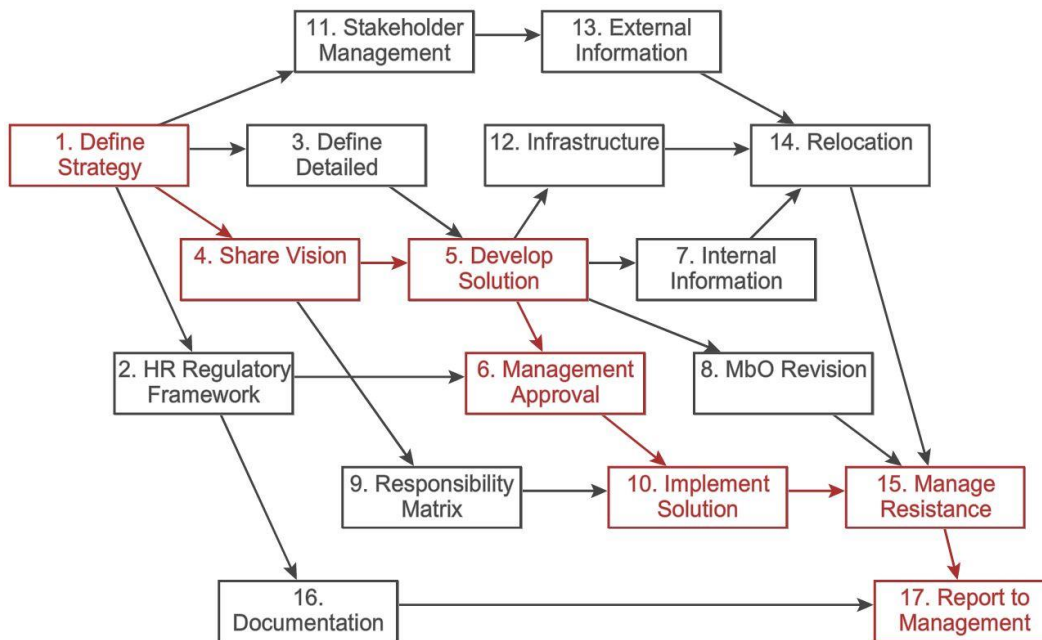 11. Stakeholder
Management
13. External
Information
1. Define
Strategy
3. Define
Detailed
12. Infrastructure
14. Relocation
4. Share Vision
5. Develop
Solution
7. Internal
Information
2. HR Regulatory
Framework
6. Management
Approval
8. MbO Revision
9. Responsibility
Matrix
10. Implement
Solution
15. Manage
Resistance
16.
Documentation
17. Report to
Management